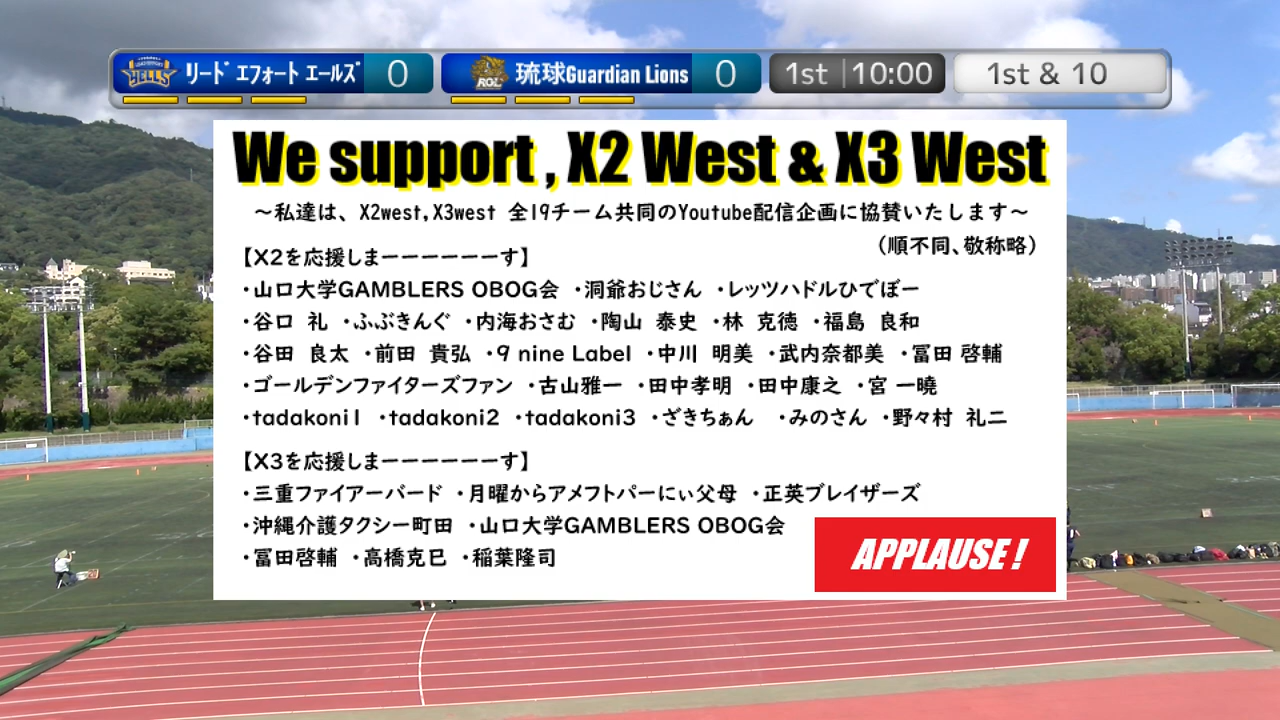 HELLS リードエフォートエールズ 0 ROL 琉球Guardian Lions 0 1st 10:00 1st & 10
We support , X2 West & X3 West
～私達は、X2west,X3west 全19チーム共同のYoutube配信企画に協賛いたします～
（順不同、敬称略）
【X2を応援しまーーーーーーす】
・山口大学GAMBLERS OBOG会 ・洞爺おじさん ・レッツハドルひでぼー
・谷口 礼 ・ふぶきんぐ ・内海おさむ ・陶山 泰史 ・林 克徳 ・福島 良和
・谷田 良太 ・前田 貴弘 ・9 nine Label ・中川 明美 ・武内奈都美 ・冨田 啓輔
・ゴールデンファイターズファン ・古山雅一 ・田中孝明 ・田中康之 ・宮 一曉
・tadakoni1 ・tadakoni2 ・tadakoni3 ・ざきちぁん ・みのさん ・野々村 礼二
【X3を応援しまーーーーーーす】
・三重ファイアーバード ・月曜からアメフトパーにぃ父母 ・正英ブレイザーズ
・沖縄介護タクシー町田 ・山口大学GAMBLERS OBOG会
・冨田啓輔 ・高橋克巳 ・稲葉隆司
APPLAUSE !